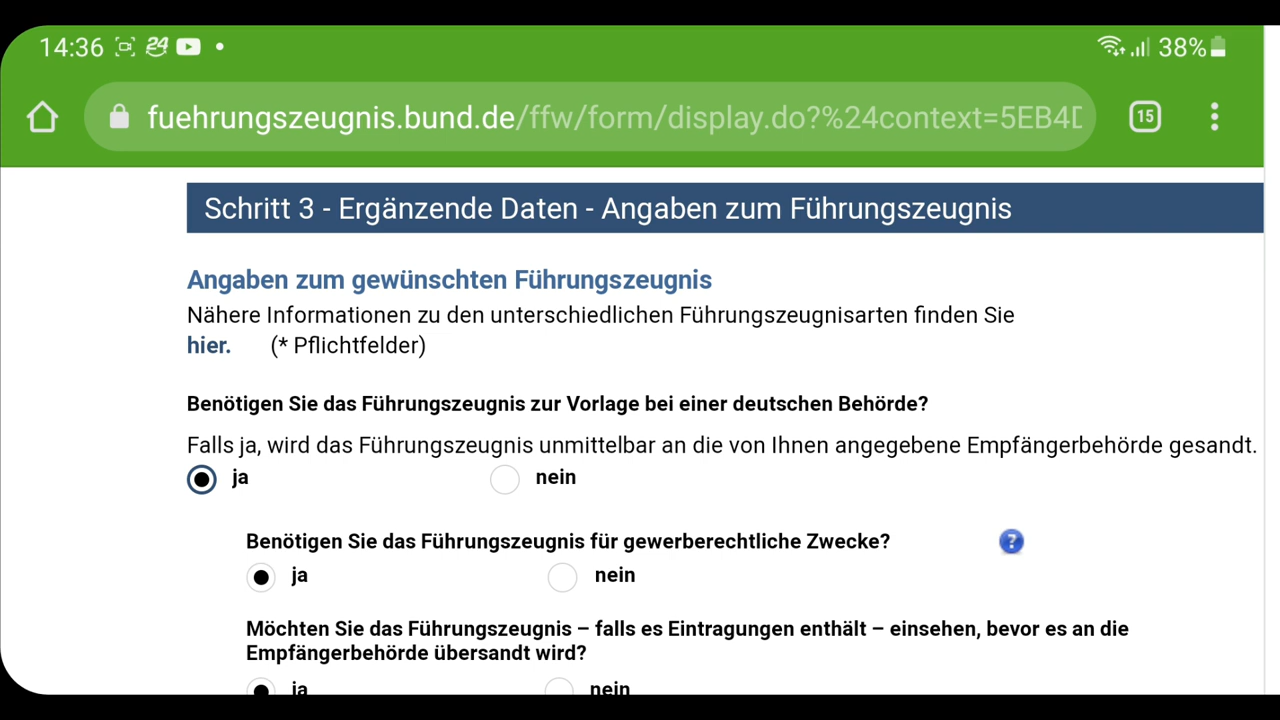 14:36 24 38%
fuehrungszeugnis.bund.de/ffw/form/display.do?%24context=5EB4D 15
Schritt 3 - Ergänzende Daten - Angaben zum Führungszeugnis
Angaben zum gewünschten Führungszeugnis
Nähere Informationen zu den unterschiedlichen Führungszeugnisarten finden Sie
hier. (* Pflichtfelder)
Benötigen Sie das Führungszeugnis zur Vorlage bei einer deutschen Behörde?
Falls ja, wird das Führungszeugnis unmittelbar an die von Ihnen angegebene Empfängerbehörde gesandt.
ja nein
Benötigen Sie das Führungszeugnis für gewerberechtliche Zwecke? ?
ja nein
Möchten Sie das Führungszeugnis – falls es Eintragungen enthält – einsehen, bevor es an die
Empfängerbehörde übersandt wird?
ja nein